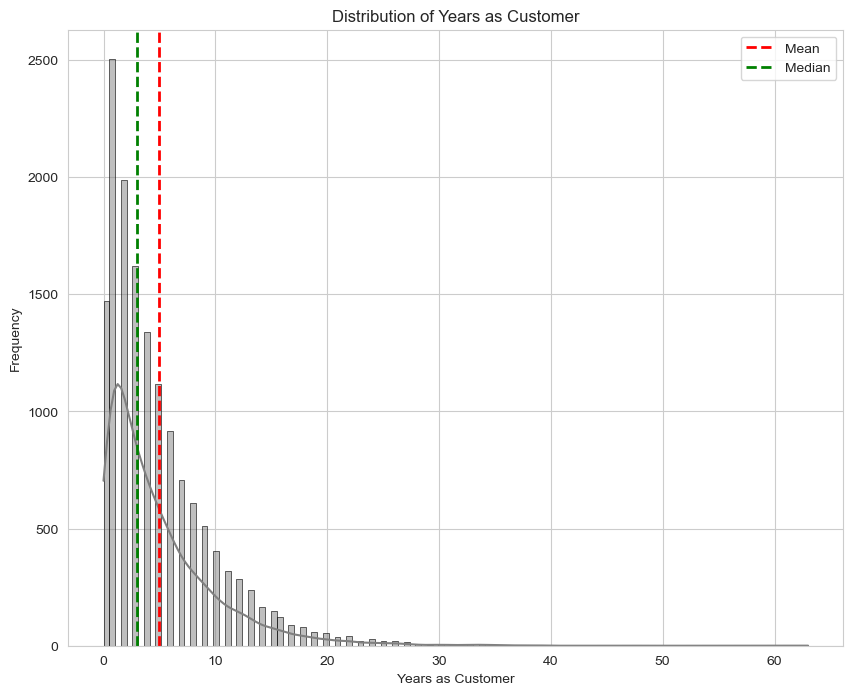 Distribution of Years as Customer
Mean
Median
2500
2000
1500
1000
500
0
Frequency
0 10 20 30 40 50 60
Years as Customer